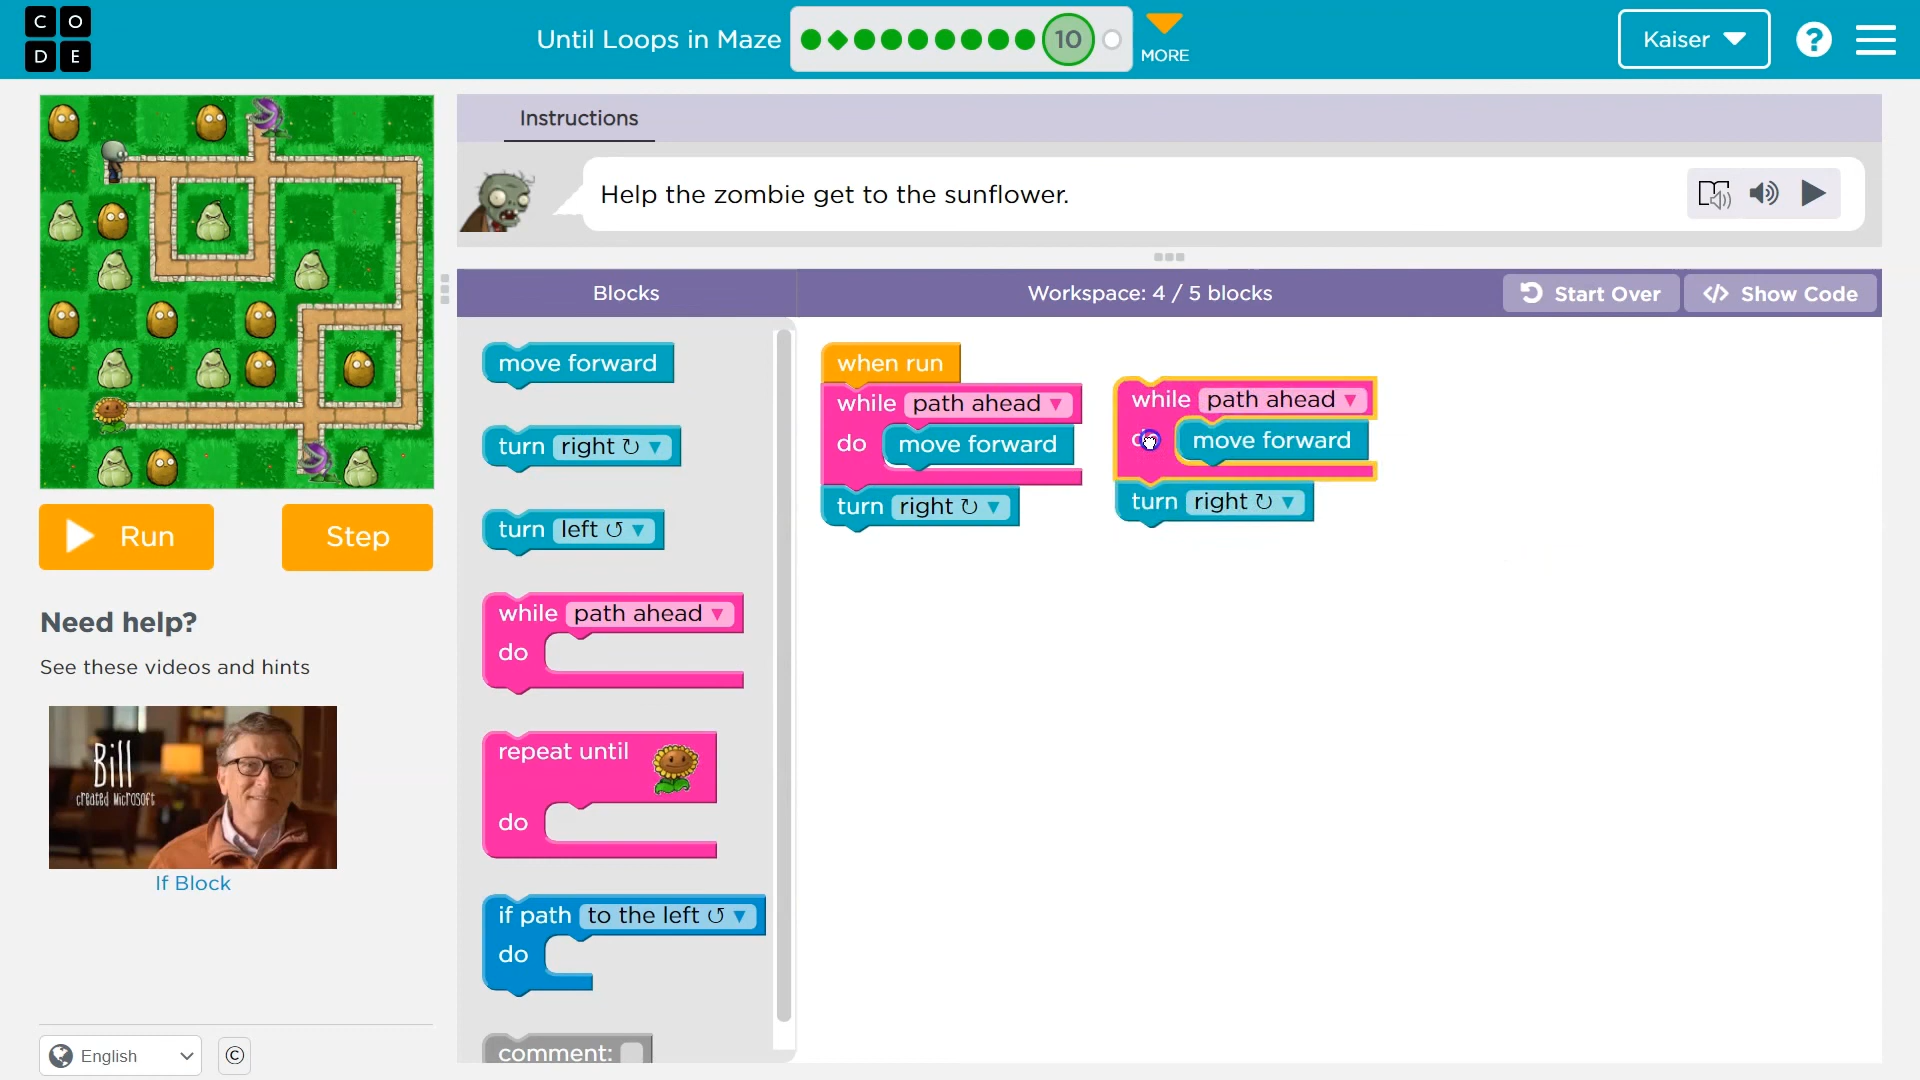 C O
D E
Until Loops in Maze
10
MORE
Kaiser
?
Instructions
Help the zombie get to the sunflower.
Blocks
Workspace: 4 / 5 blocks
Start Over
</> Show Code
move forward
turn right ↻ ▼
turn left ↺ ▼
while path ahead ▼
do
repeat until
do
if path to the left ↺ ▼
do
comment:
when run
while path ahead ▼
do move forward
turn right ↻ ▼
while path ahead ▼
move forward
turn right ↻ ▼
Run
Step
Need help?
See these videos and hints
Bill
created Microsoft
If Block
English
©